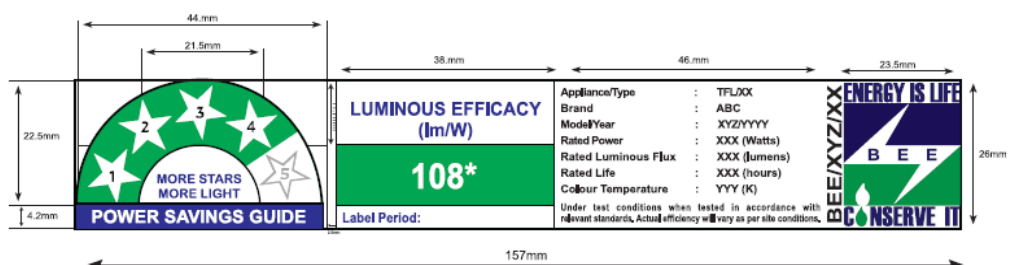 44.mm
21.5mm
38.mm
46.mm
23.5mm
22.5mm
4.2mm
26mm
157mm
1
2
3
4
5
MORE STARS
MORE LIGHT
POWER SAVINGS GUIDE
LUMINOUS EFFICACY
(lm/W)
108*
Label Period:
Appliance/Type : TFL/XX
Brand : ABC
Model/Year : XYZ/YYYY
Rated Power : XXX (Watts)
Rated Luminous Flux : XXX (lumens)
Rated Life : XXX (hours)
Colour Temperature : YYY (K)
Under test conditions when tested in accordance with
relevant standards. Actual efficiency will vary as per site conditions.
BEE/XYZ/XX
ENERGY IS LIFE
BEE
CONSERVE IT